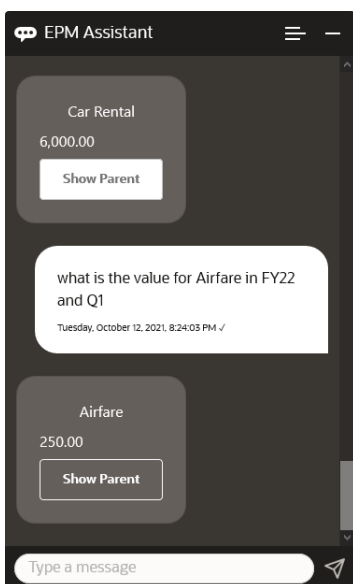 EPM Assistant
Car Rental
6,000.00
Show Parent
what is the value for Airfare in FY22
and Q1
Tuesday, October 12, 2021, 8:24:03 PM ✓
Airfare
250.00
Show Parent
Type a message